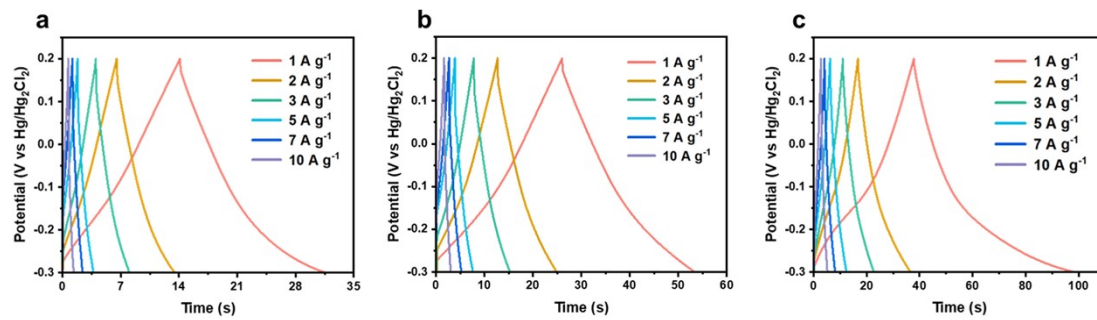 a
0.2
0.1
0.0
-0.1
-0.2
-0.3
Potential (V vs Hg/Hg₂Cl₂)
1 A g⁻¹
2 A g⁻¹
3 A g⁻¹
5 A g⁻¹
7 A g⁻¹
10 A g⁻¹
0 7 14 21 28 35
Time (s)
b
0.2
0.1
0.0
-0.1
-0.2
-0.3
Potential (V vs Hg/Hg₂Cl₂)
1 A g⁻¹
2 A g⁻¹
3 A g⁻¹
5 A g⁻¹
7 A g⁻¹
10 A g⁻¹
0 10 20 30 40 50 60
Time (s)
c
0.2
0.1
0.0
-0.1
-0.2
-0.3
Potential (V vs Hg/Hg₂Cl₂)
1 A g⁻¹
2 A g⁻¹
3 A g⁻¹
5 A g⁻¹
7 A g⁻¹
10 A g⁻¹
0 20 40 60 80 100
Time (s)